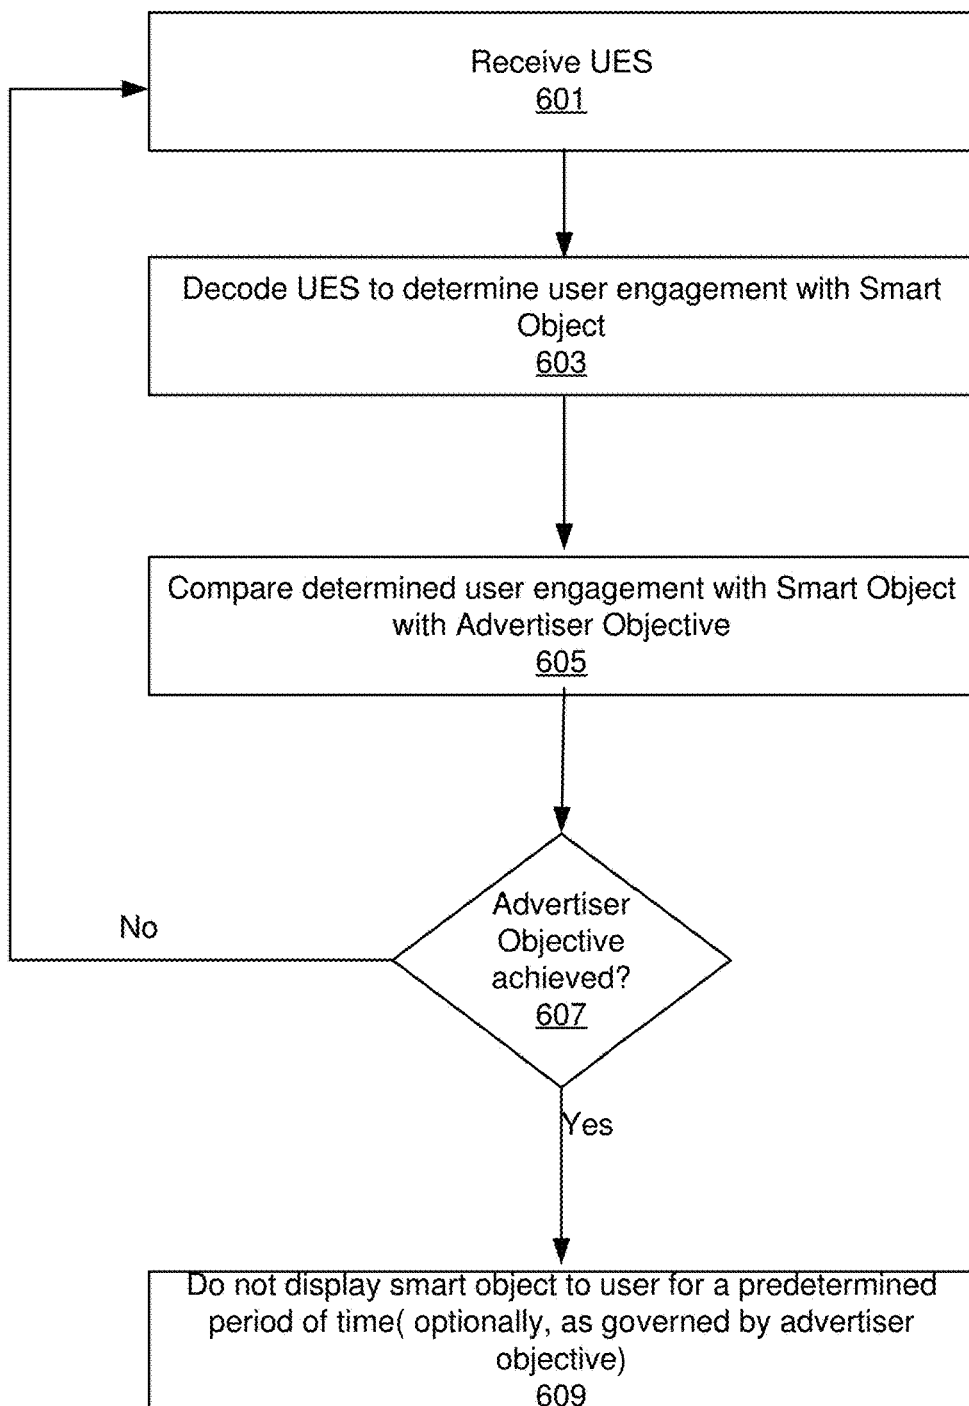 Receive UES
601
Decode UES to determine user engagement with Smart
Object
603
Compare determined user engagement with Smart Object
with Advertiser Objective
605
Advertiser
Objective
achieved?
607
No
Yes
Do not display smart object to user for a predetermined
period of time( optionally, as governed by advertiser
objective)
609